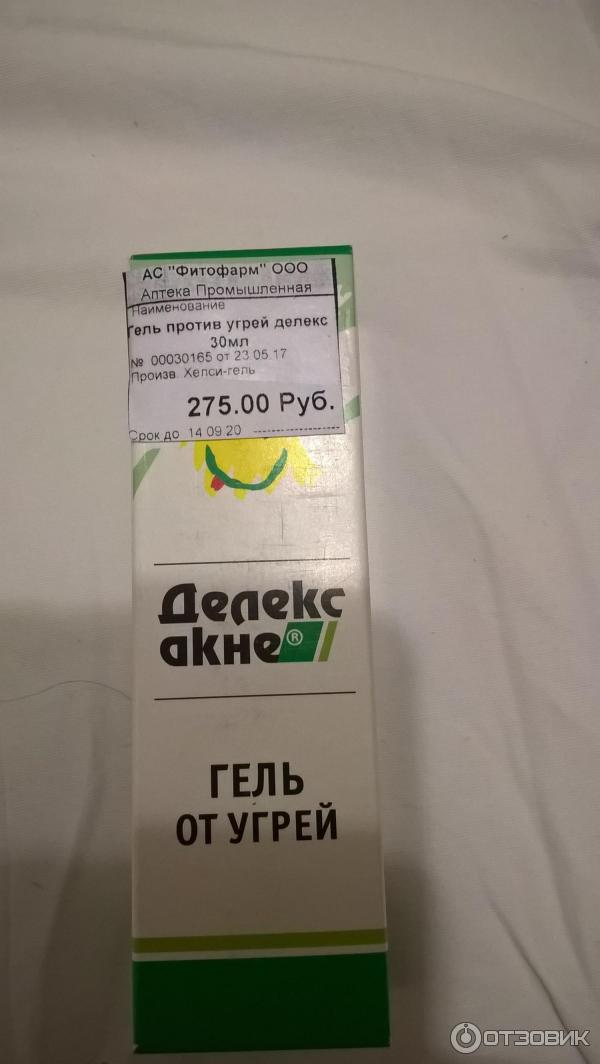 АС "Фитофарм" ООО
Аптека Промышленная
Наименование
Гель против угрей делекс
30мл
№ 00030165 от 23.05.17
Произв. Хелси-гель
275.00 Руб.
Срок до 14.09.20 --------------------
Делекс
акне®
ГЕЛЬ
ОТ УГРЕЙ
ОТЗОВИК